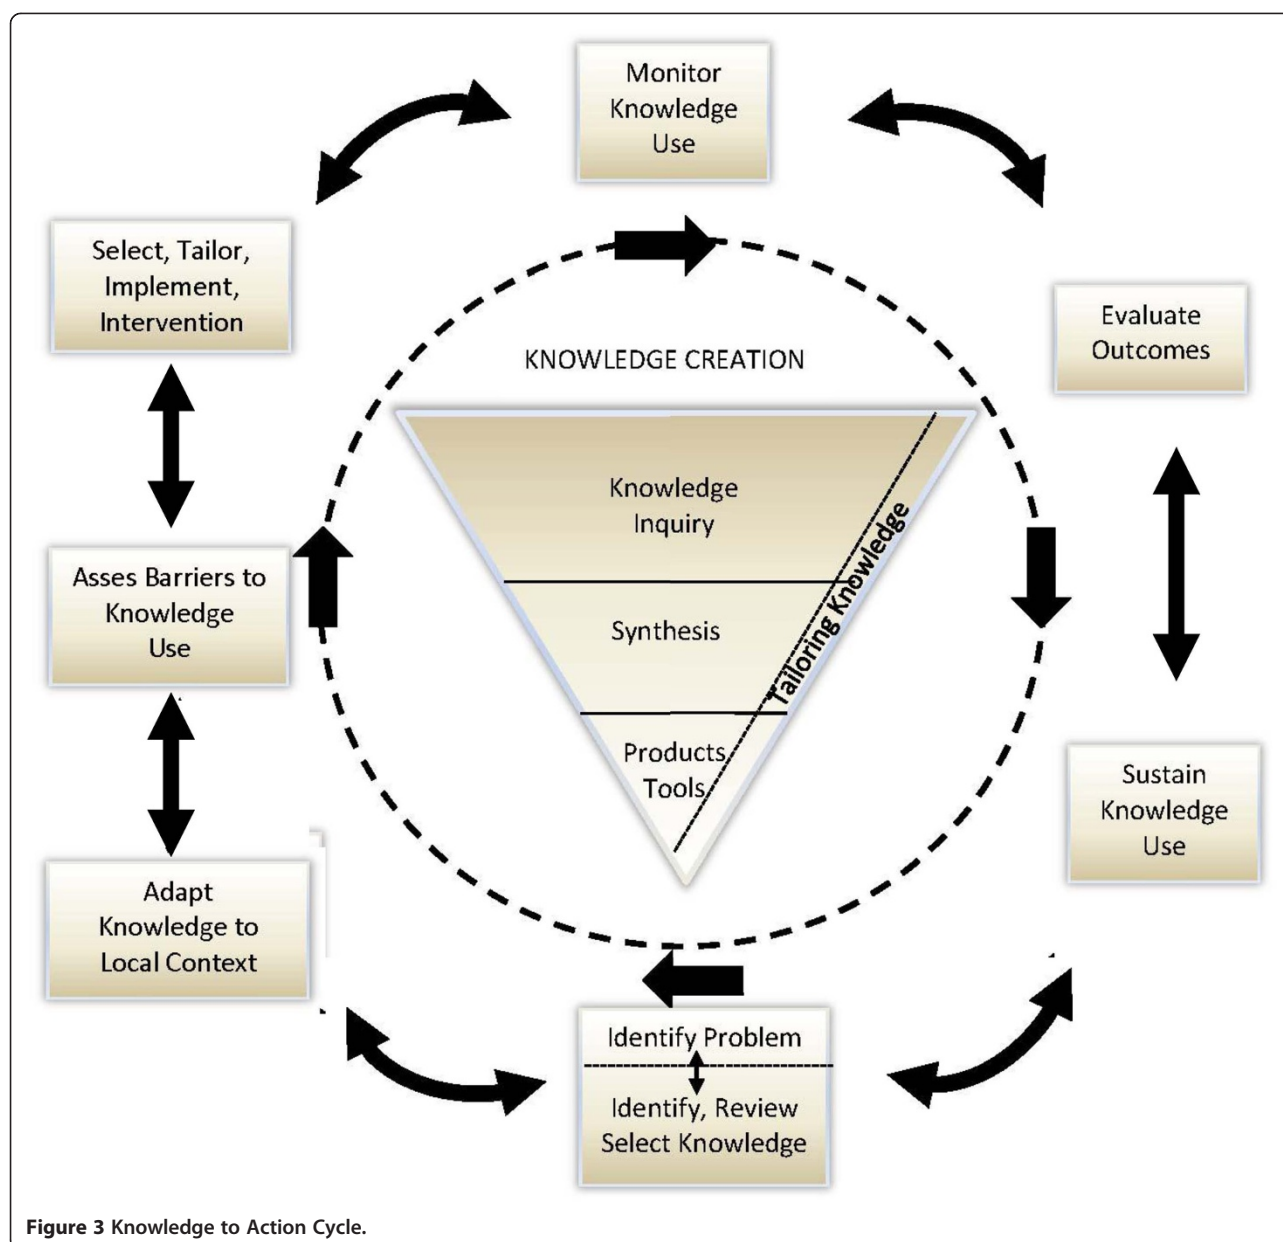 Monitor
Knowledge
Use
Select, Tailor,
Implement,
Intervention
Evaluate
Outcomes
KNOWLEDGE CREATION
Knowledge
Inquiry
Tailoring Knowledge
Asses Barriers to
Knowledge
Use
Synthesis
Products
Tools
Sustain
Knowledge
Use
Adapt
Knowledge to
Local Context
Identify Problem
Identify, Review
Select Knowledge
Figure 3 Knowledge to Action Cycle.